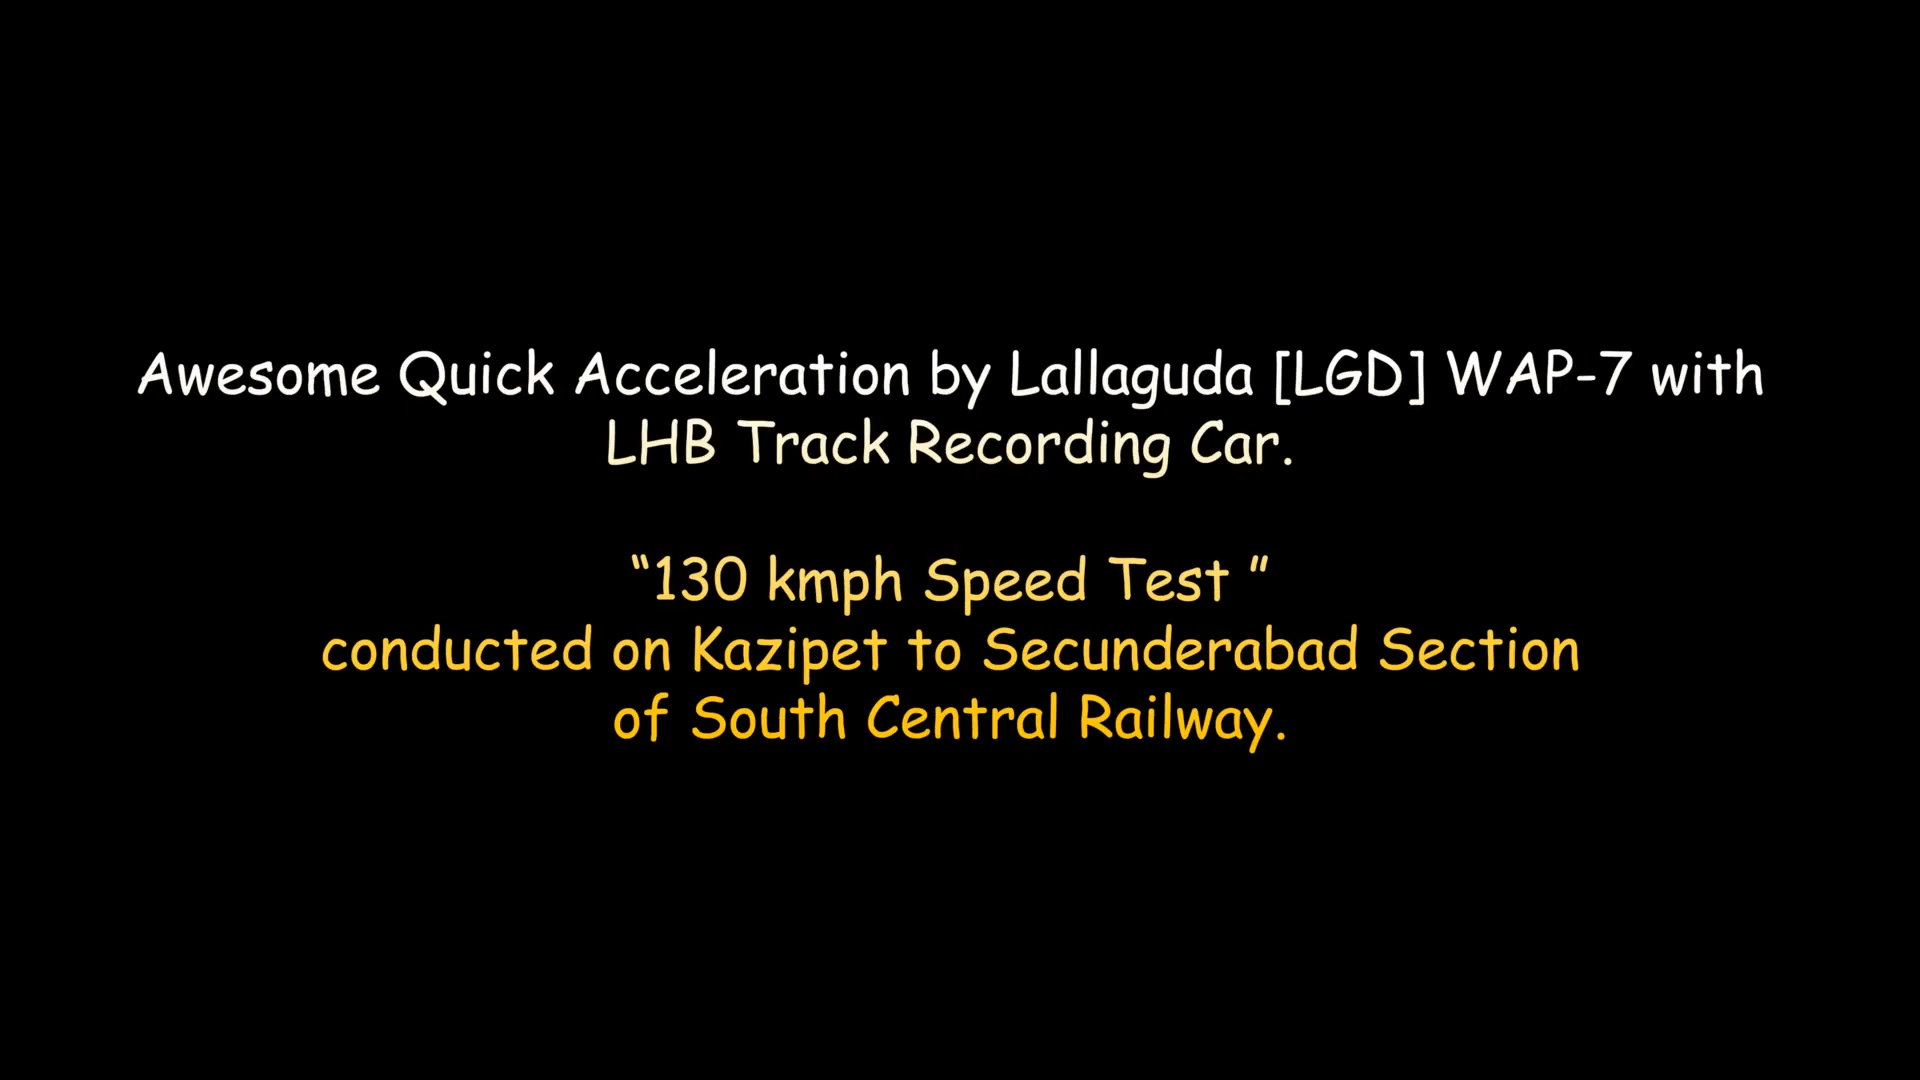 Awesome Quick Acceleration by Lallaguda [LGD] WAP-7 with
LHB Track Recording Car.
“130 kmph Speed Test ”
conducted on Kazipet to Secunderabad Section
of South Central Railway.